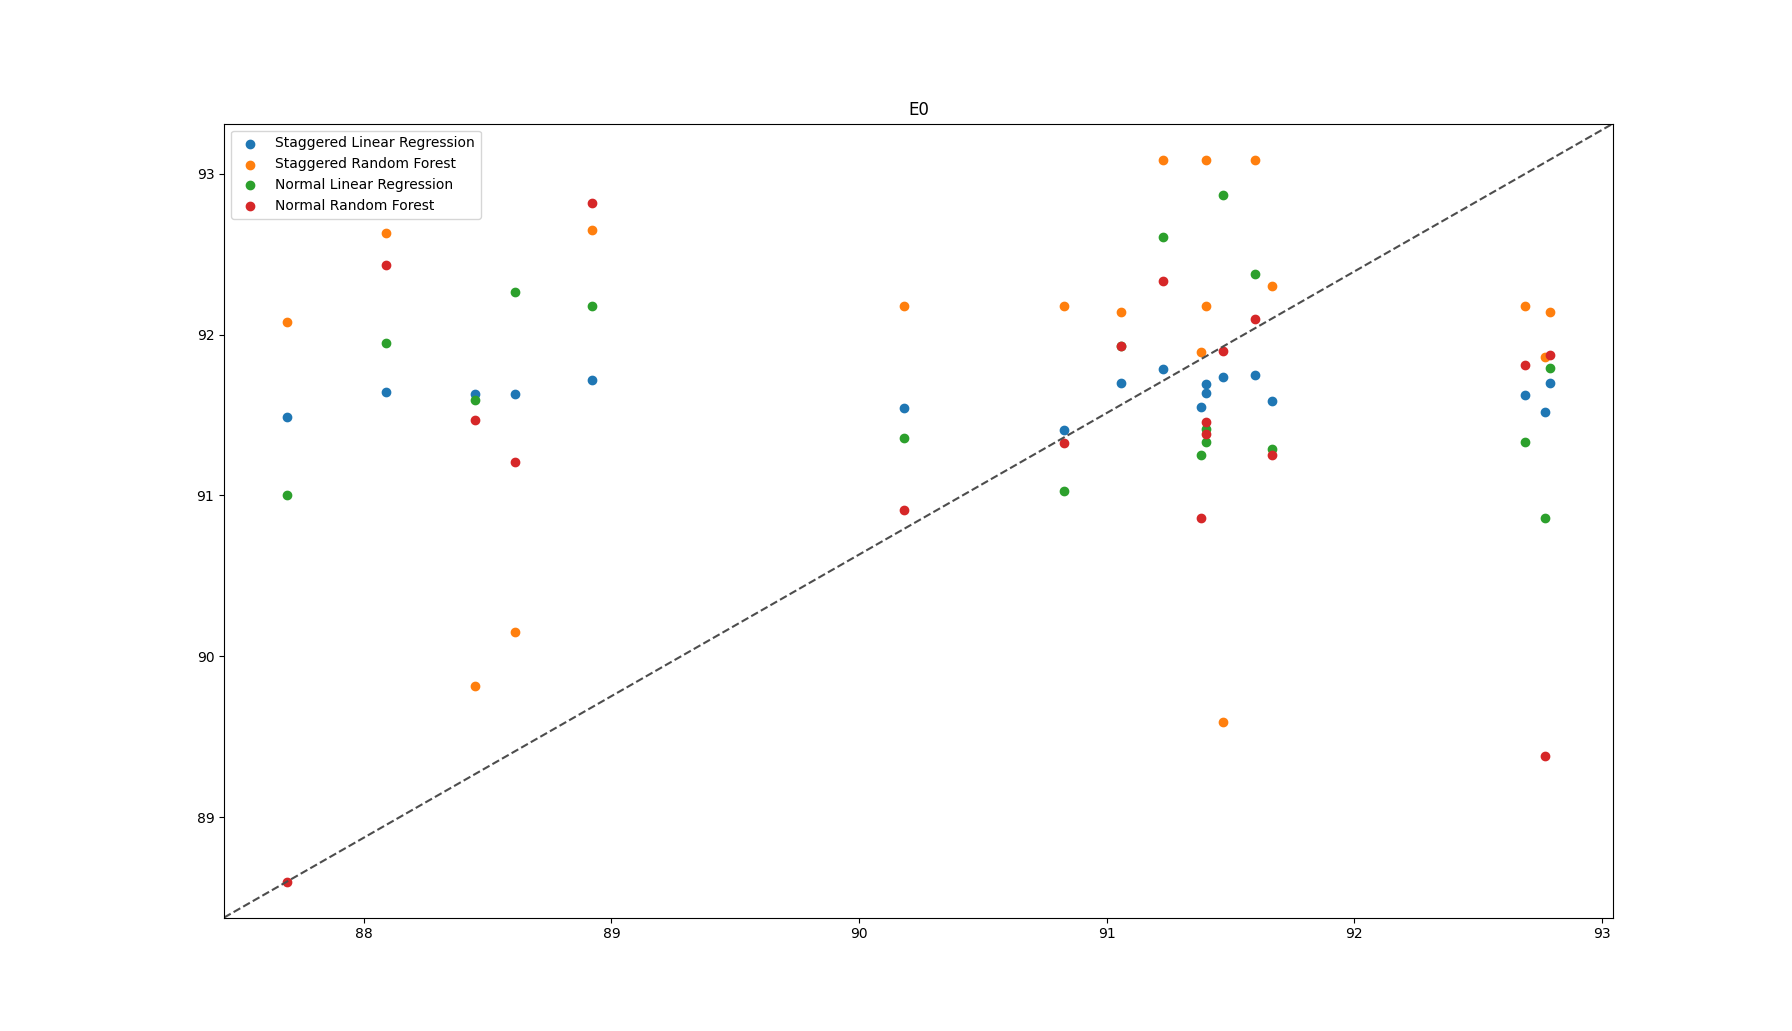 E0
Staggered Linear Regression
Staggered Random Forest
Normal Linear Regression
Normal Random Forest
93
92
91
90
89
88 89 90 91 92 93